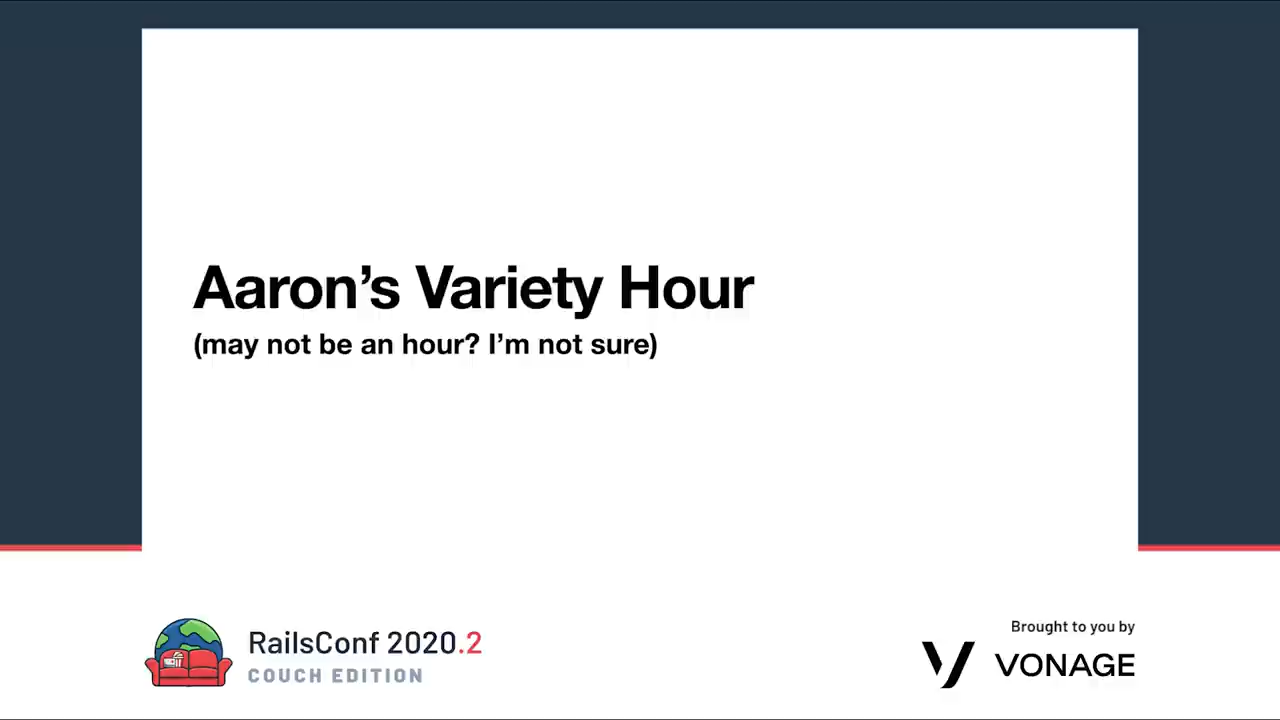 Aaron’s Variety Hour
(may not be an hour? I’m not sure)
RailsConf 2020.2
COUCH EDITION
Brought to you by
VONAGE